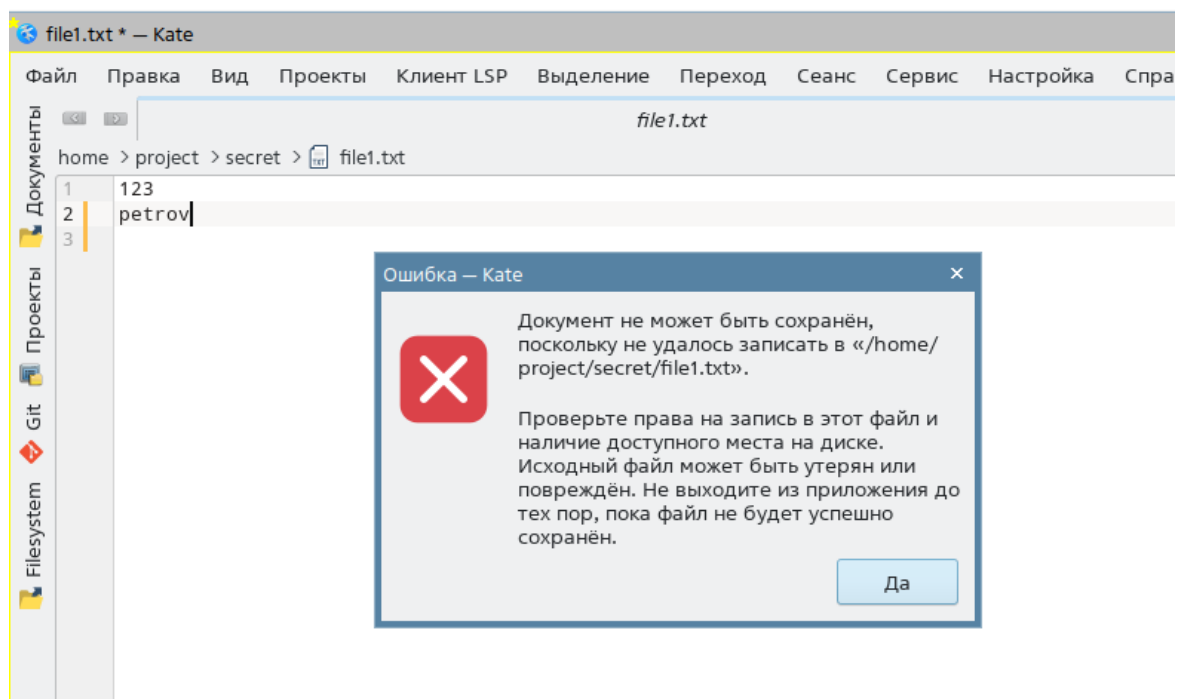 file1.txt * — Kate
Файл Правка Вид Проекты Клиент LSP Выделение Переход Сеанс Сервис Настройка Спра
file1.txt
home > project > secret > file1.txt
Документы
Проекты
Git
Filesystem
1 123
2 petrov
3
Ошибка — Kate
Документ не может быть сохранён,
поскольку не удалось записать в «/home/
project/secret/file1.txt».
Проверьте права на запись в этот файл и
наличие доступного места на диске.
Исходный файл может быть утерян или
повреждён. Не выходите из приложения до
тех пор, пока файл не будет успешно
сохранён.
Да